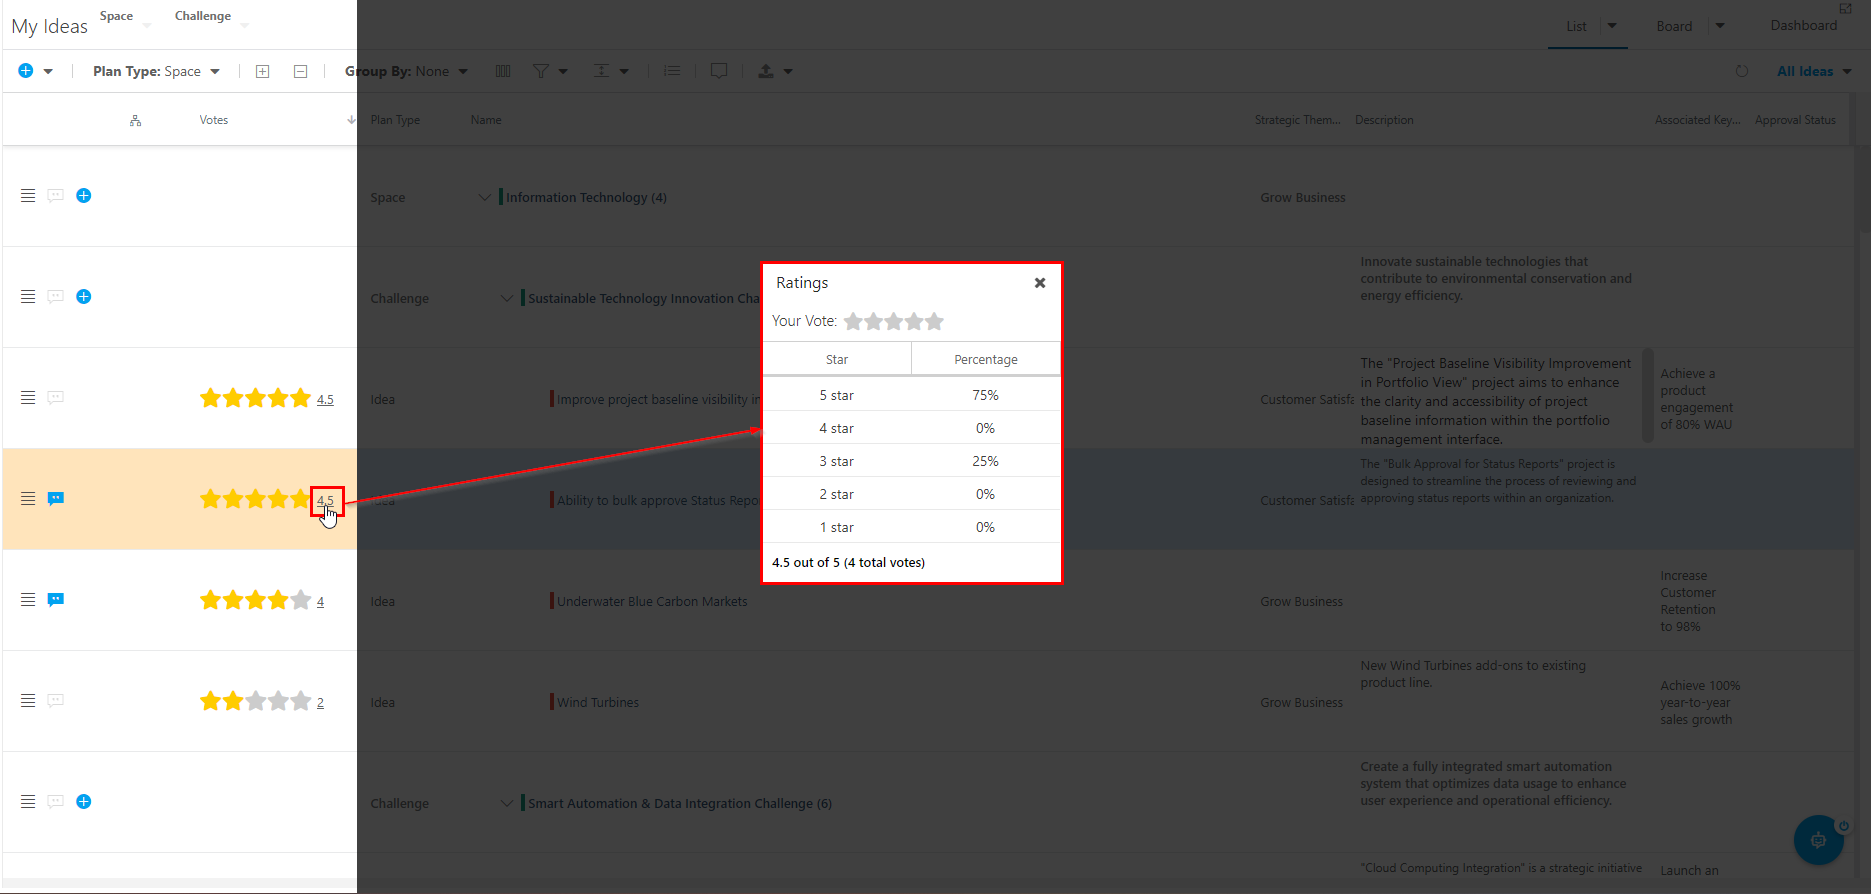 My Ideas
Space
Challenge
List
Board
Dashboard
Plan Type: Space
Group By: None
All Ideas
Votes
Plan Type
Name
Strategic Them...
Description
Associated Key...
Approval Status
Space
Information Technology (4)
Grow Business
Challenge
Sustainable Technology Innovation Cha
Innovate sustainable technologies that
contribute to environmental conservation and
energy efficiency.
4.5
Idea
Improve project baseline visibility in
Customer Satisfa
The "Project Baseline Visibility Improvement
in Portfolio View" project aims to enhance
the clarity and accessibility of project
baseline information within the portfolio
management interface.
Achieve a
product
engagement
of 80% WAU
4.5
Idea
Ability to bulk approve Status Repo
Customer Satisfa
The "Bulk Approval for Status Reports" project is
designed to streamline the process of reviewing and
approving status reports within an organization.
4
Idea
Underwater Blue Carbon Markets
Grow Business
Increase
Customer
Retention
to 98%
2
Idea
Wind Turbines
Grow Business
New Wind Turbines add-ons to existing
product line.
Achieve 100%
year-to-year
sales growth
Challenge
Smart Automation & Data Integration Challenge (6)
Create a fully integrated smart automation
system that optimizes data usage to enhance
user experience and operational efficiency.
"Cloud Computing Integration" is a strategic initiative
Launch an
Ratings
Your Vote:
Star Percentage
5 star 75%
4 star 0%
3 star 25%
2 star 0%
1 star 0%
4.5 out of 5 (4 total votes)